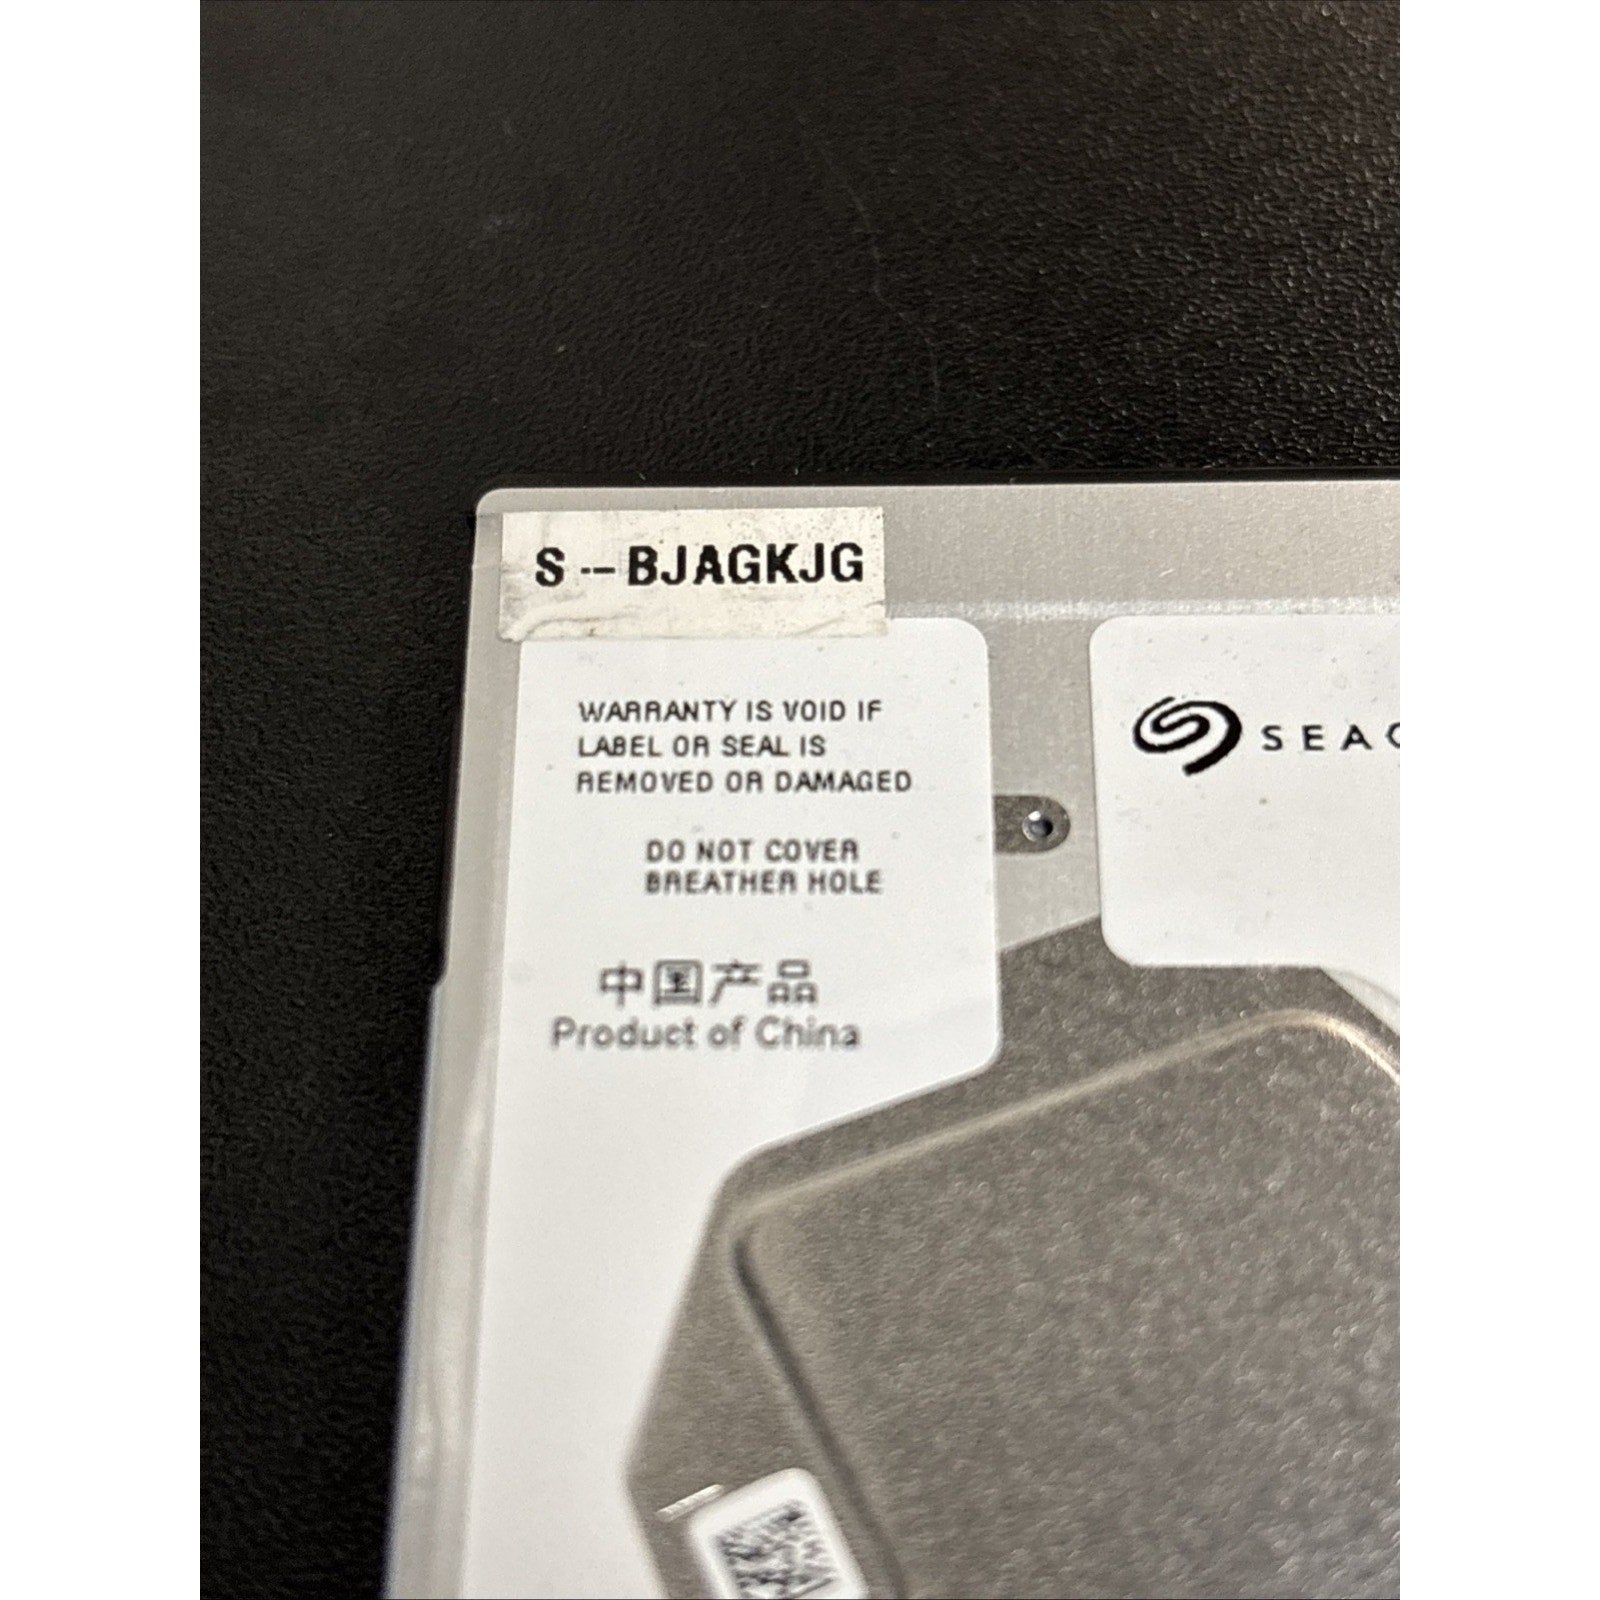 S -- BJAGKJG
WARRANTY IS VOID IF
LABEL OR SEAL IS
REMOVED OR DAMAGED
SEAG
DO NOT COVER
BREATHER HOLE
中国产品
Product of China